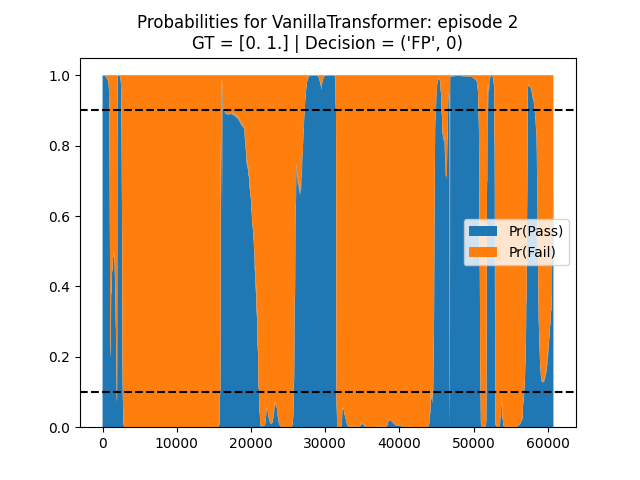 Probabilities for VanillaTransformer: episode 2
GT = [0. 1.] | Decision = ('FP', 0)
1.0
0.8
0.6
0.4
0.2
0.0
Pr(Pass)
Pr(Fail)
0 10000 20000 30000 40000 50000 60000